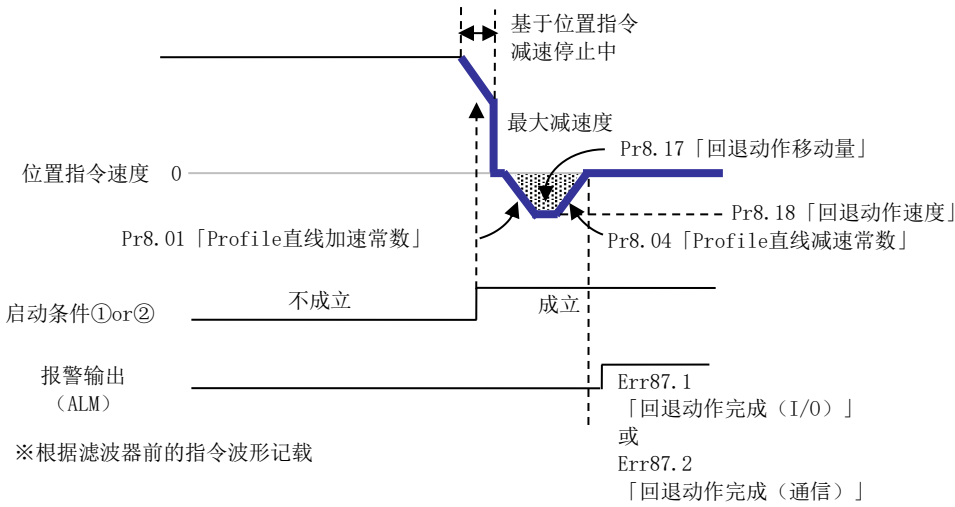 基于位置指令
减速停止中
最大减速度
Pr8.17「回退动作移动量」
位置指令速度 0
Pr8.18「回退动作速度」
Pr8.01「Profile直线加速常数」
Pr8.04「Profile直线减速常数」
不成立
成立
启动条件①or②
报警输出
（ALM）
Err87.1
「回退动作完成（I/O）」
或
Err87.2
「回退动作完成（通信）」
※根据滤波器前的指令波形记载